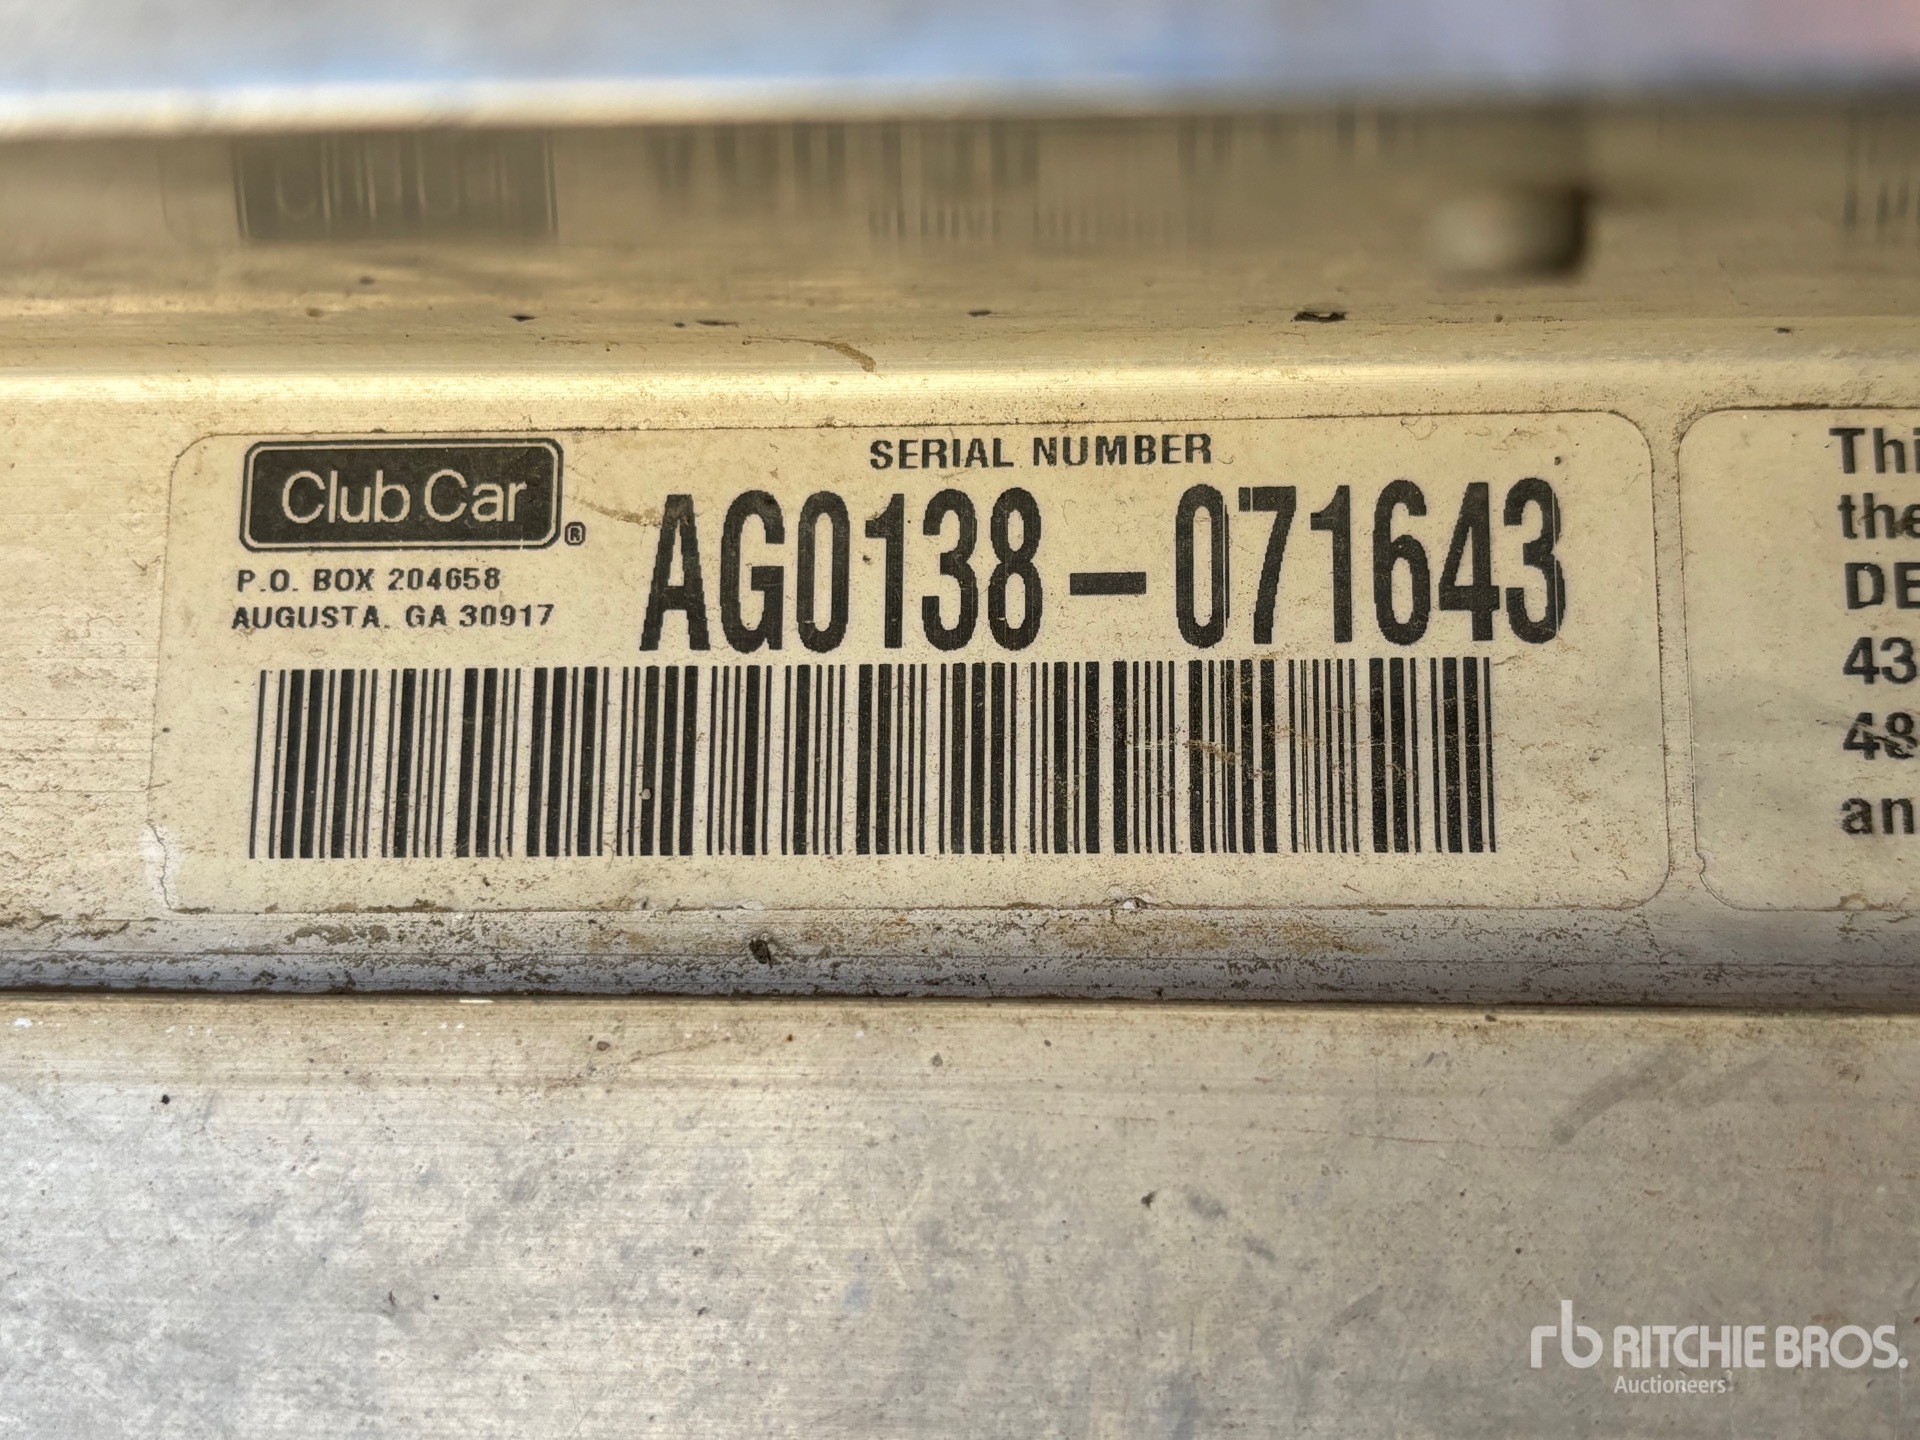 Club Car®
P.O. BOX 204658
AUGUSTA, GA 30917
SERIAL NUMBER
AG0138-071643
Thi
the
DE
43
48
an
rb RITCHIE BROS.
Auctioneers